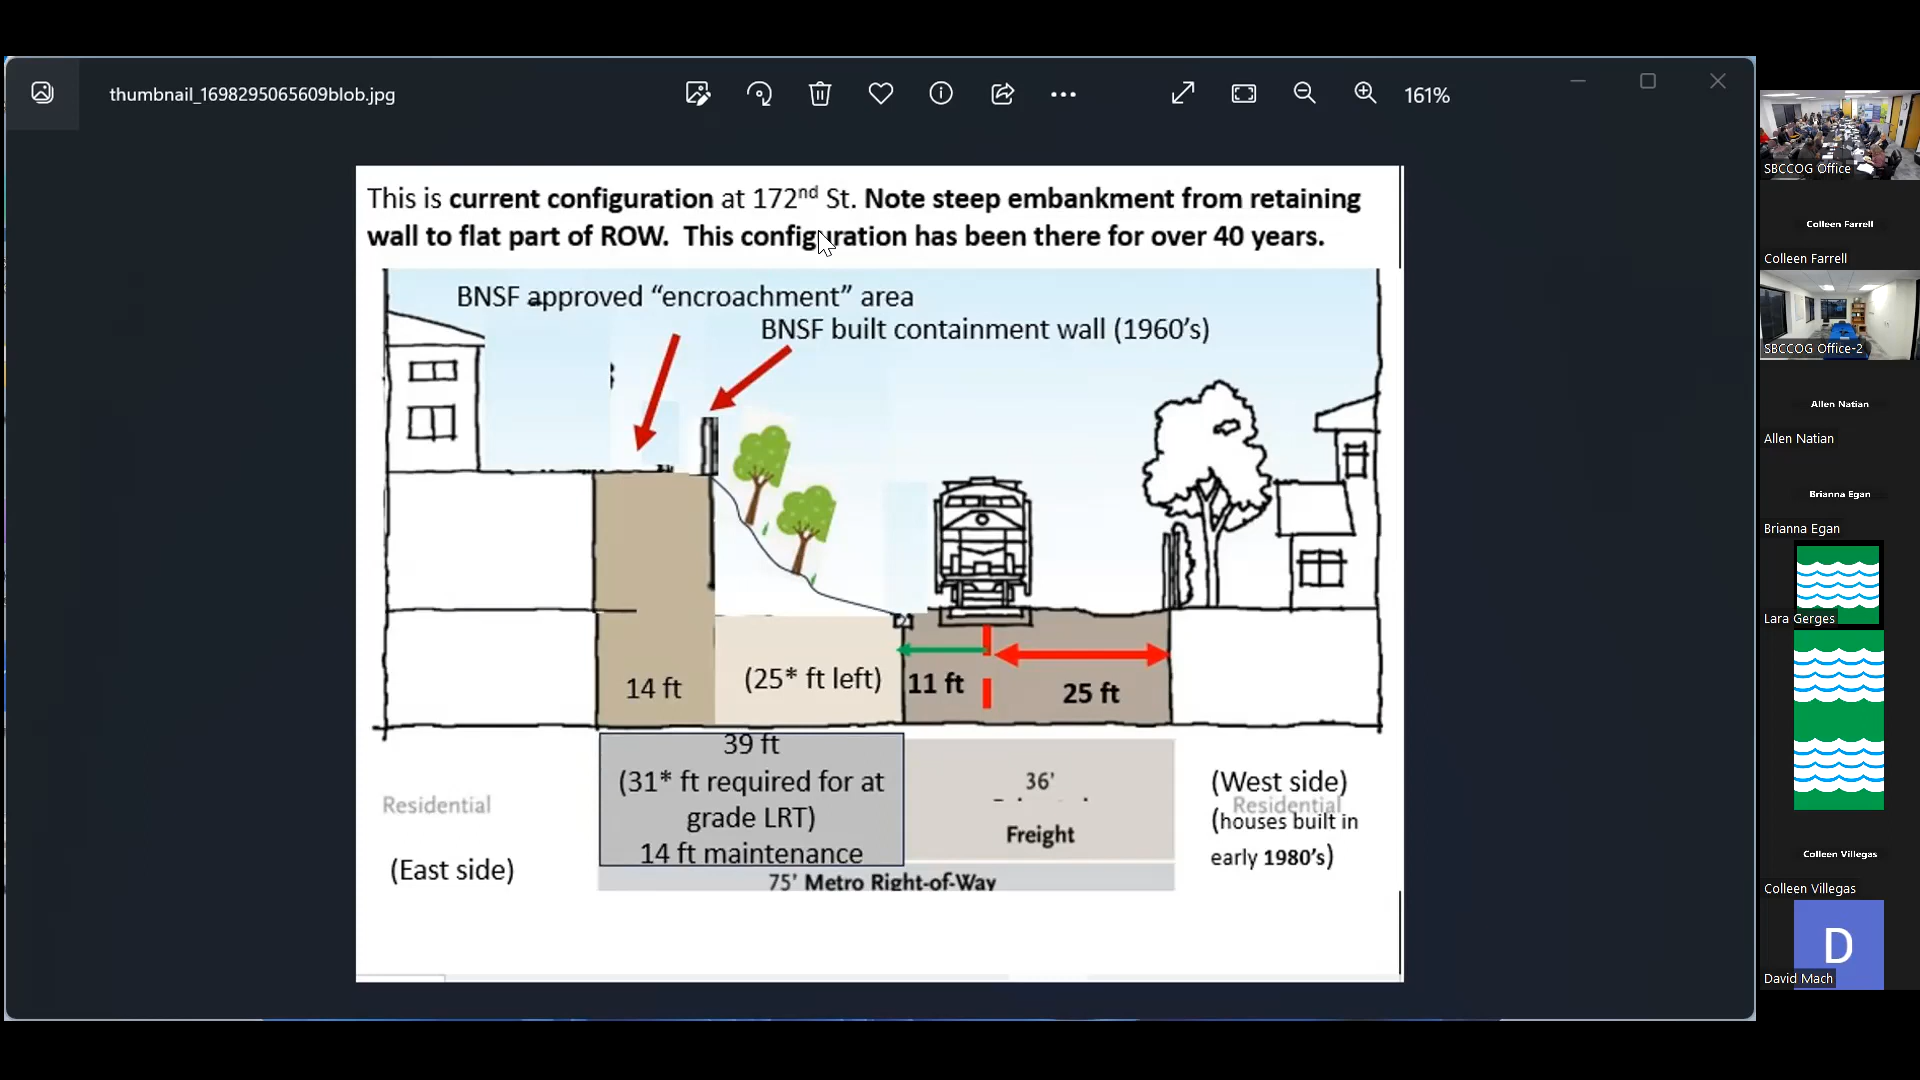 thumbnail_1698295065609blob.jpg
161%
This is current configuration at 172nd St. Note steep embankment from retaining
wall to flat part of ROW. This configuration has been there for over 40 years.
BNSF approved “encroachment” area
BNSF built containment wall (1960’s)
14 ft
(25* ft left)
11 ft
25 ft
39 ft
(31* ft required for at
grade LRT)
14 ft maintenance
36’
Freight
75’ Metro Right-of-Way
Residential
(East side)
(West side)
Residential
(houses built in
early 1980’s)
SBCCOG Office
Colleen Farrell
Colleen Farrell
SBCCOG Office-2
Allen Natian
Allen Natian
Brianna Egan
Brianna Egan
Lara Gerges
Colleen Villegas
Colleen Villegas
D
David Mach